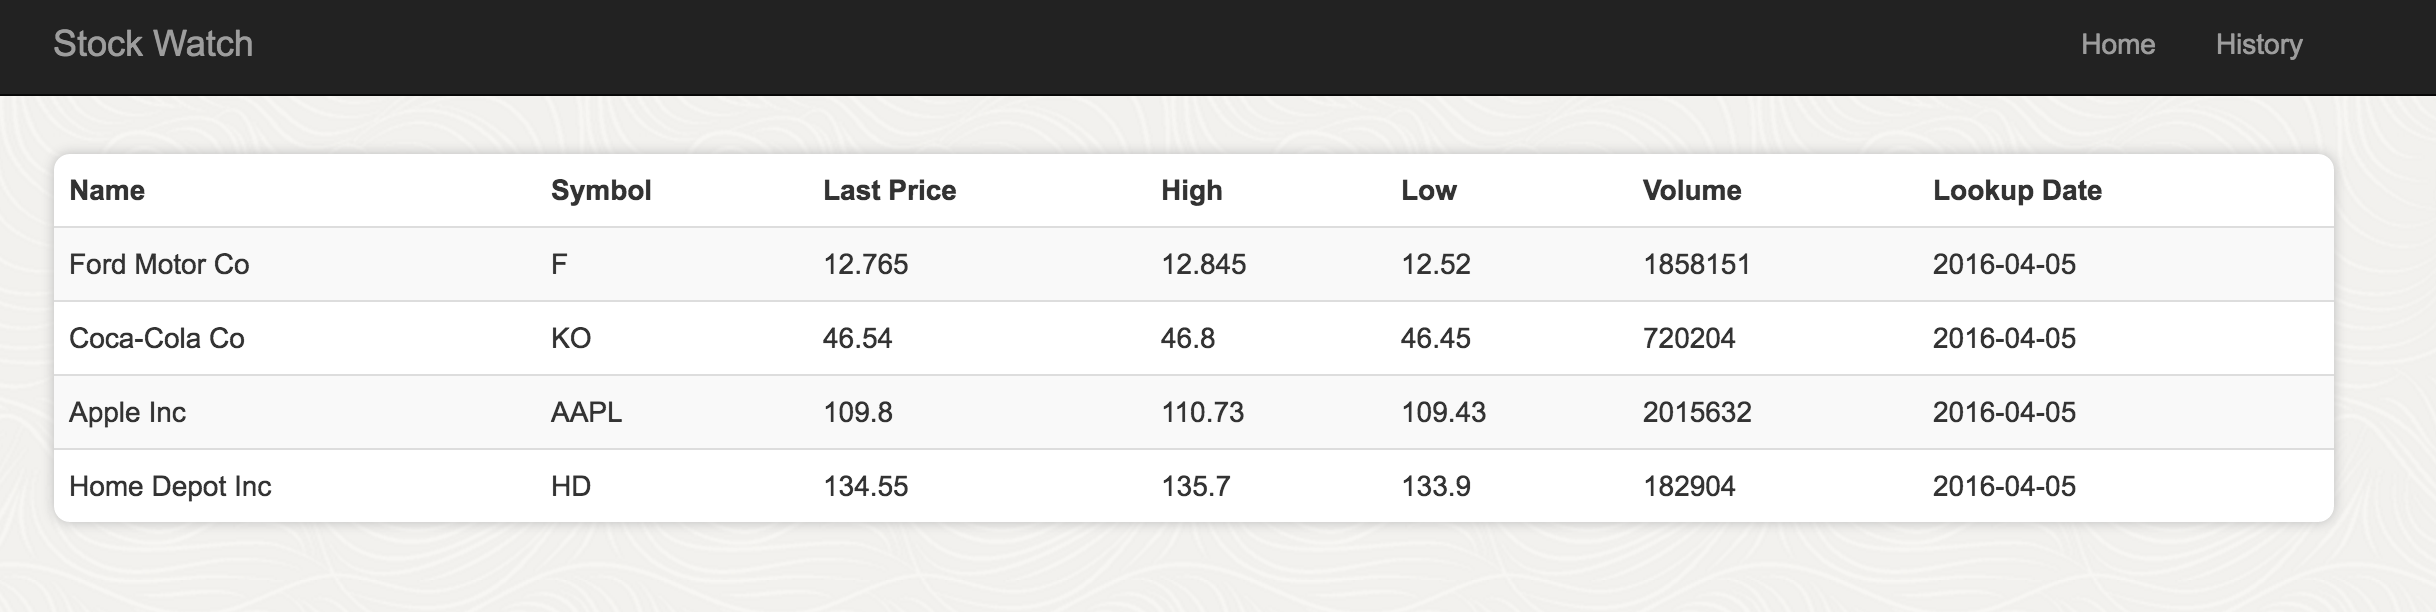 Stock Watch Home History
Name Symbol Last Price High Low Volume Lookup Date
Ford Motor Co F 12.765 12.845 12.52 1858151 2016-04-05
Coca-Cola Co KO 46.54 46.8 46.45 720204 2016-04-05
Apple Inc AAPL 109.8 110.73 109.43 2015632 2016-04-05
Home Depot Inc HD 134.55 135.7 133.9 182904 2016-04-05